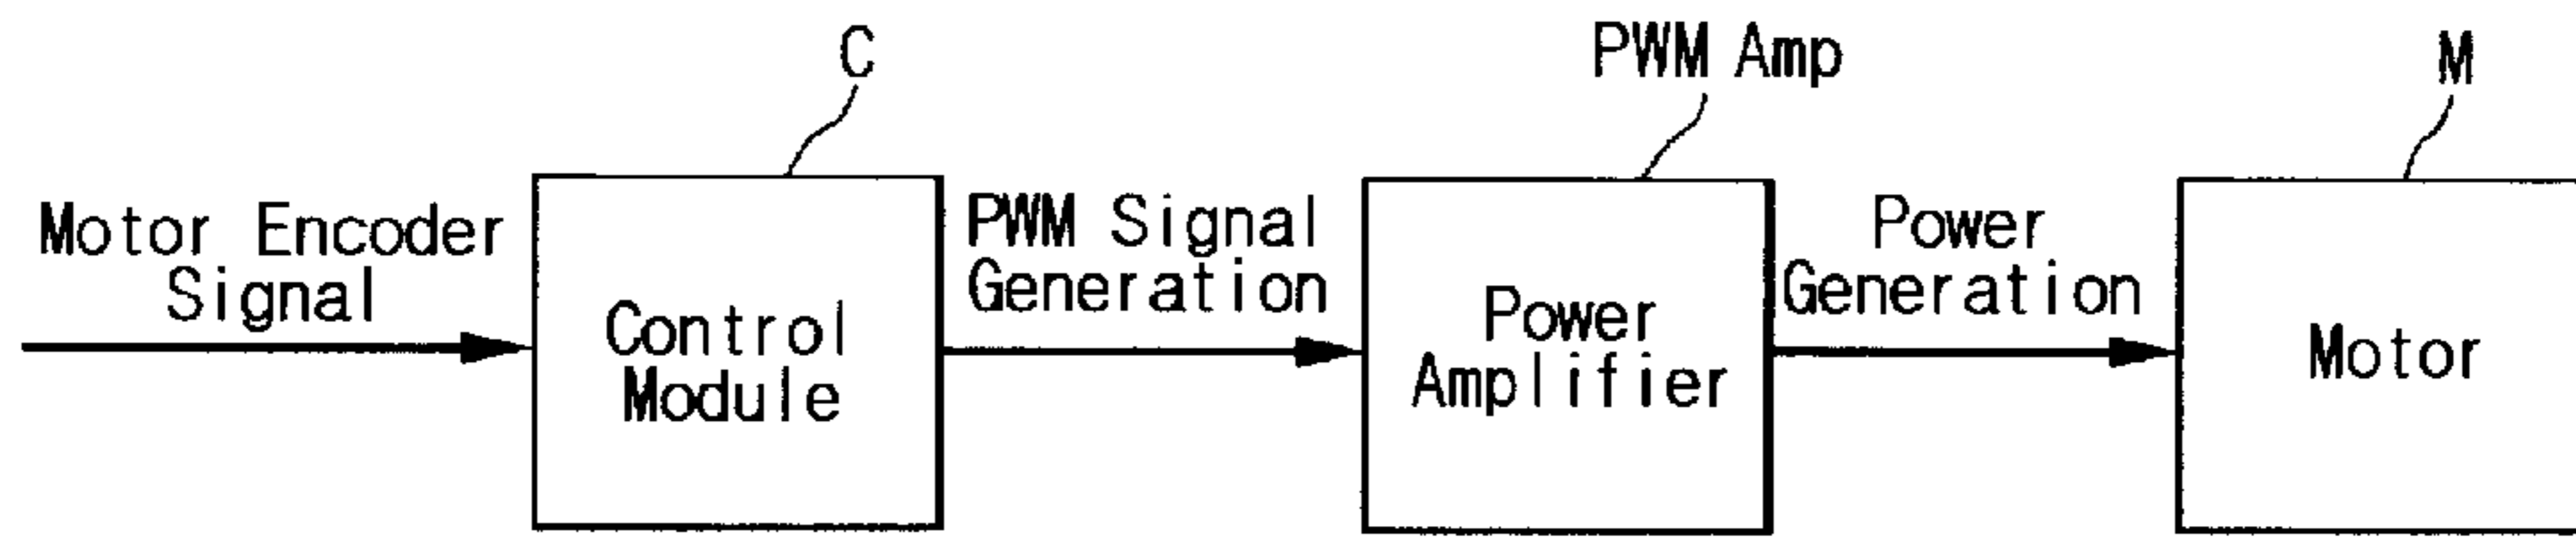 C
PWM Amp
M
Motor Encoder
Signal
Control
Module
PWM Signal
Generation
Power
Amplifier
Power
Generation
Motor